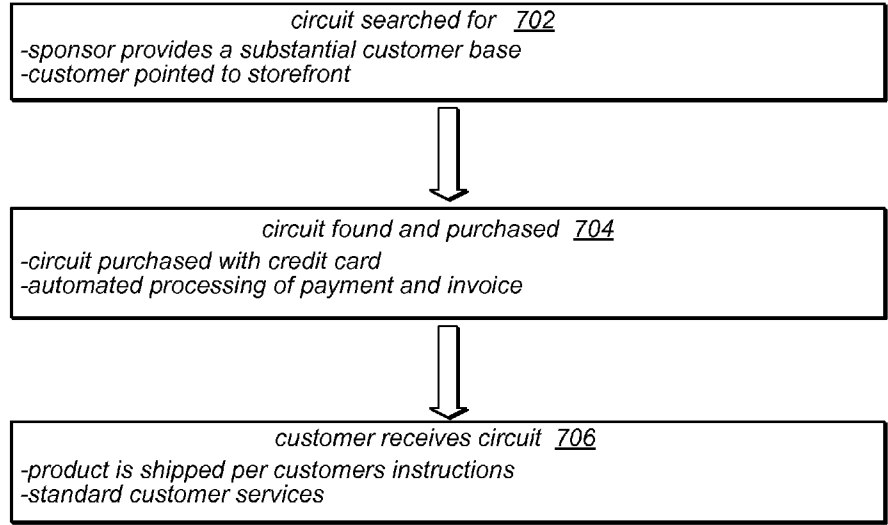 circuit searched for 702
-sponsor provides a substantial customer base
-customer pointed to storefront
circuit found and purchased 704
-circuit purchased with credit card
-automated processing of payment and invoice
customer receives circuit 706
-product is shipped per customers instructions
-standard customer services